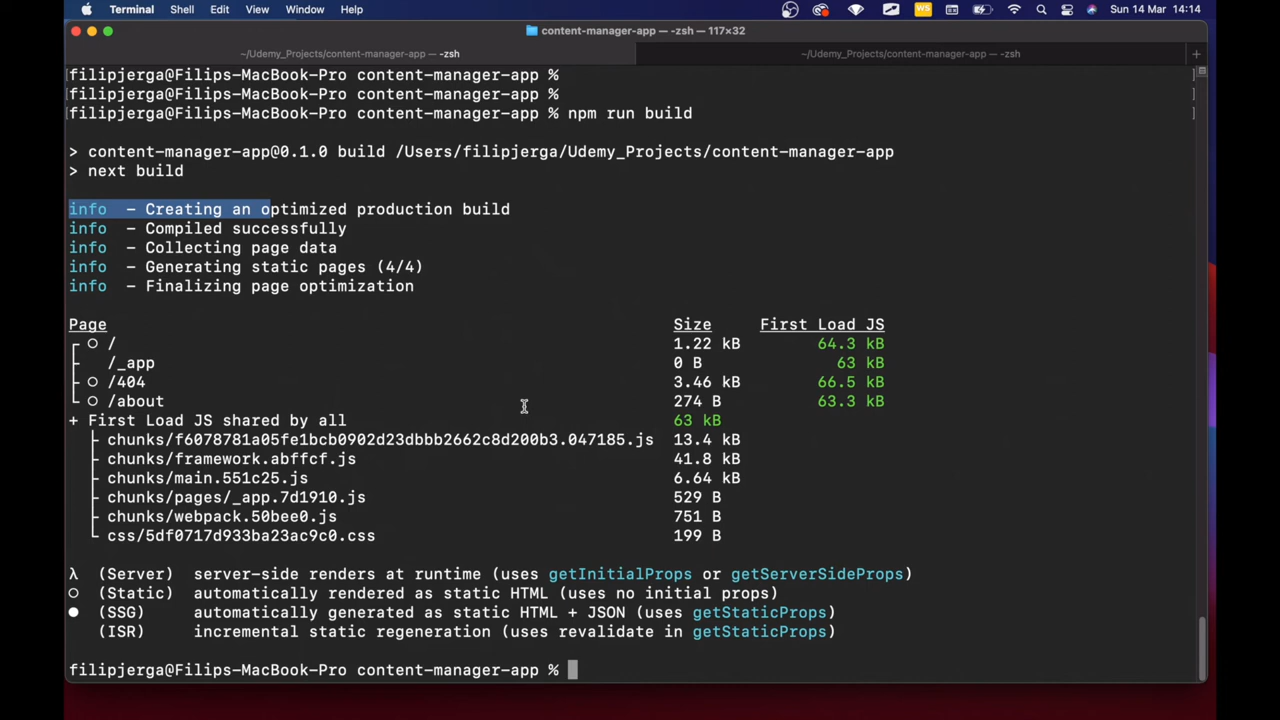 Terminal Shell Edit View Window Help WS Sun 14 Mar 14:14
content-manager-app — -zsh — 117×32
~/Udemy_Projects/content-manager-app — -zsh ~/Udemy_Projects/content-manager-app — -zsh +
[filipjerga@Filips-MacBook-Pro content-manager-app % ]
[filipjerga@Filips-MacBook-Pro content-manager-app % ]
[filipjerga@Filips-MacBook-Pro content-manager-app % npm run build ]
> content-manager-app@0.1.0 build /Users/filipjerga/Udemy_Projects/content-manager-app
> next build
info - Creating an optimized production build
info - Compiled successfully
info - Collecting page data
info - Generating static pages (4/4)
info - Finalizing page optimization
Page Size First Load JS
┌ ○ / 1.22 kB 64.3 kB
├ /_app 0 B 63 kB
├ ○ /404 3.46 kB 66.5 kB
└ ○ /about 274 B 63.3 kB
+ First Load JS shared by all 63 kB
├ chunks/f6078781a05fe1bcb0902d23dbbb2662c8d200b3.047185.js 13.4 kB
├ chunks/framework.abffcf.js 41.8 kB
├ chunks/main.551c25.js 6.64 kB
├ chunks/pages/_app.7d1910.js 529 B
├ chunks/webpack.50bee0.js 751 B
└ css/5df0717d933ba23ac9c0.css 199 B
λ (Server) server-side renders at runtime (uses getInitialProps or getServerSideProps)
○ (Static) automatically rendered as static HTML (uses no initial props)
● (SSG) automatically generated as static HTML + JSON (uses getStaticProps)
(ISR) incremental static regeneration (uses revalidate in getStaticProps)
filipjerga@Filips-MacBook-Pro content-manager-app %